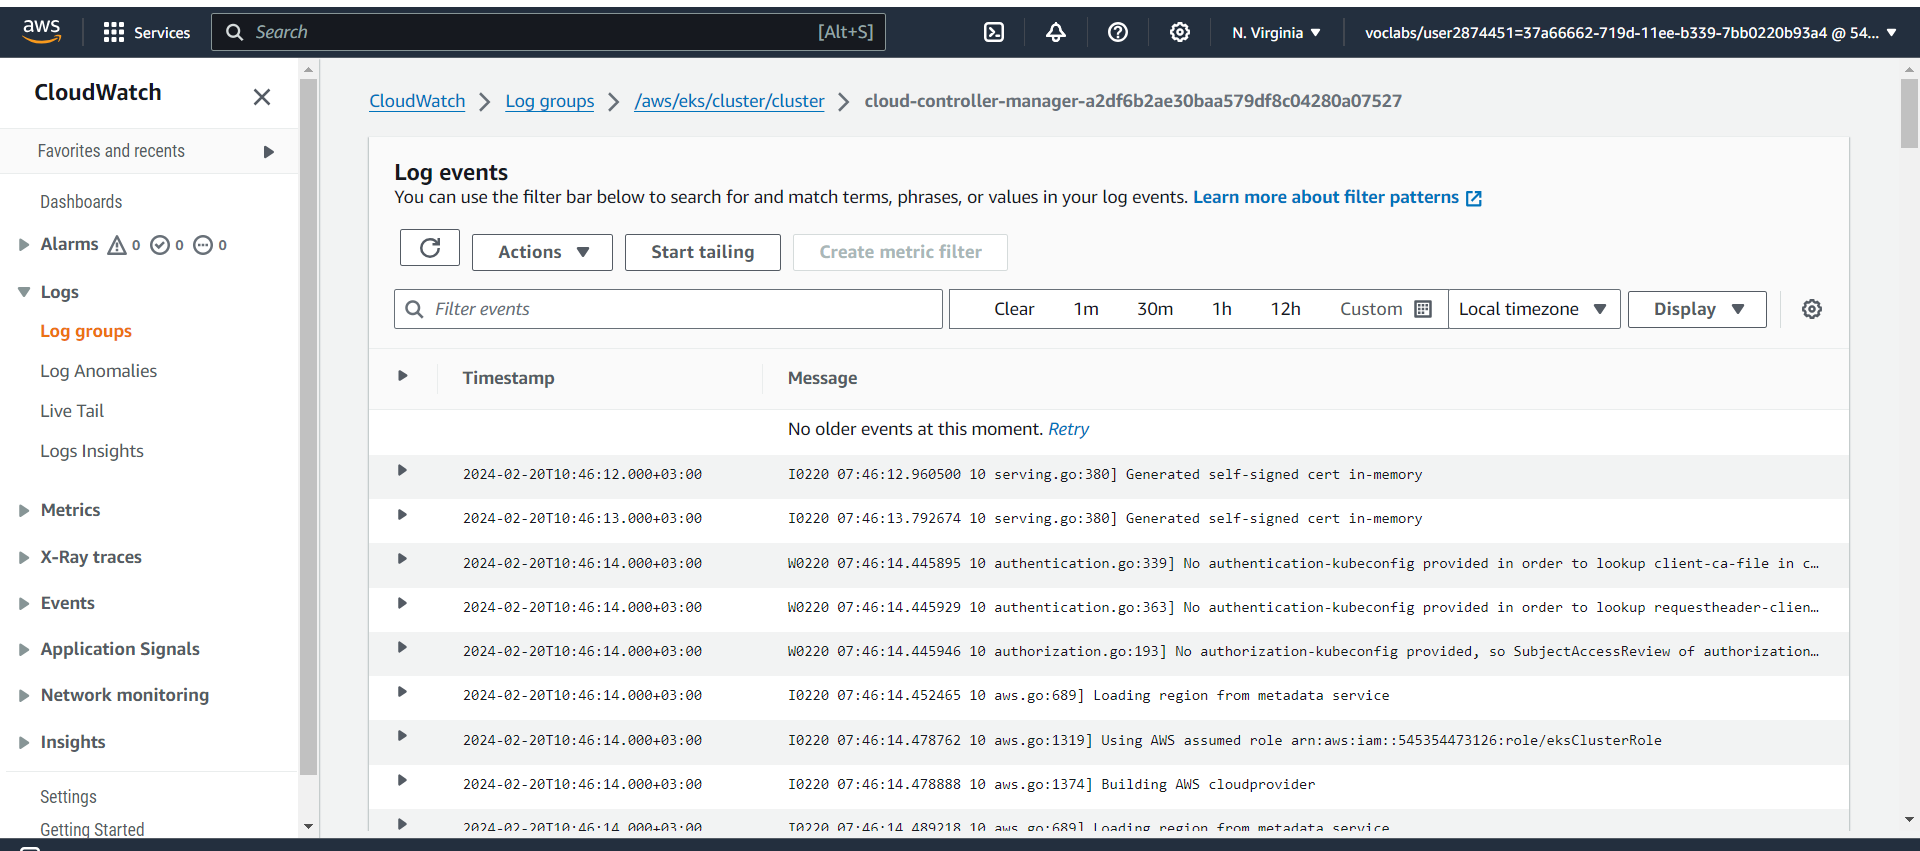 aws
Services
Search
[Alt+S]
N. Virginia
voclabs/user2874451=37a66662-719d-11ee-b339-7bb0220b93a4 @ 54...
CloudWatch
Favorites and recents
Dashboards
Alarms 0 0 0
Logs
Log groups
Log Anomalies
Live Tail
Logs Insights
Metrics
X-Ray traces
Events
Application Signals
Network monitoring
Insights
Settings
Getting Started
CloudWatch > Log groups > /aws/eks/cluster/cluster > cloud-controller-manager-a2df6b2ae30baa579df8c04280a07527
Log events
You can use the filter bar below to search for and match terms, phrases, or values in your log events. Learn more about filter patterns
Actions Start tailing Create metric filter
Filter events Clear 1m 30m 1h 12h Custom Local timezone Display
Timestamp Message
No older events at this moment. Retry
2024-02-20T10:46:12.000+03:00 I0220 07:46:12.960500 10 serving.go:380] Generated self-signed cert in-memory
2024-02-20T10:46:13.000+03:00 I0220 07:46:13.792674 10 serving.go:380] Generated self-signed cert in-memory
2024-02-20T10:46:14.000+03:00 W0220 07:46:14.445895 10 authentication.go:339] No authentication-kubeconfig provided in order to lookup client-ca-file in c…
2024-02-20T10:46:14.000+03:00 W0220 07:46:14.445929 10 authentication.go:363] No authentication-kubeconfig provided in order to lookup requestheader-clien…
2024-02-20T10:46:14.000+03:00 W0220 07:46:14.445946 10 authorization.go:193] No authorization-kubeconfig provided, so SubjectAccessReview of authorization…
2024-02-20T10:46:14.000+03:00 I0220 07:46:14.452465 10 aws.go:689] Loading region from metadata service
2024-02-20T10:46:14.000+03:00 I0220 07:46:14.478762 10 aws.go:1319] Using AWS assumed role arn:aws:iam::545354473126:role/eksClusterRole
2024-02-20T10:46:14.000+03:00 I0220 07:46:14.478888 10 aws.go:1374] Building AWS cloudprovider
2024-02-20T10:46:14.000+03:00 I0220 07:46:14.489218 10 aws.go:689] Loading region from metadata service